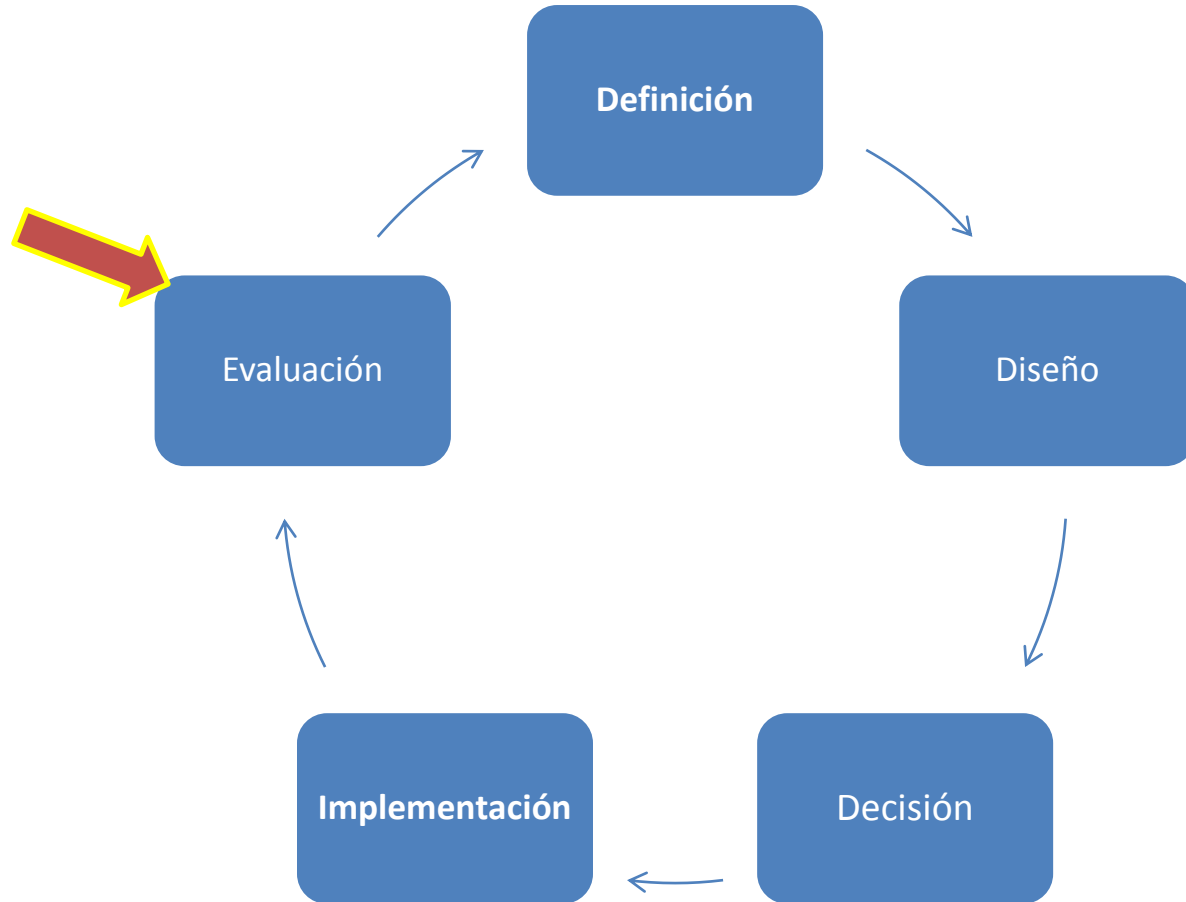 Definición
Evaluación
Diseño
Implementación
Decisión